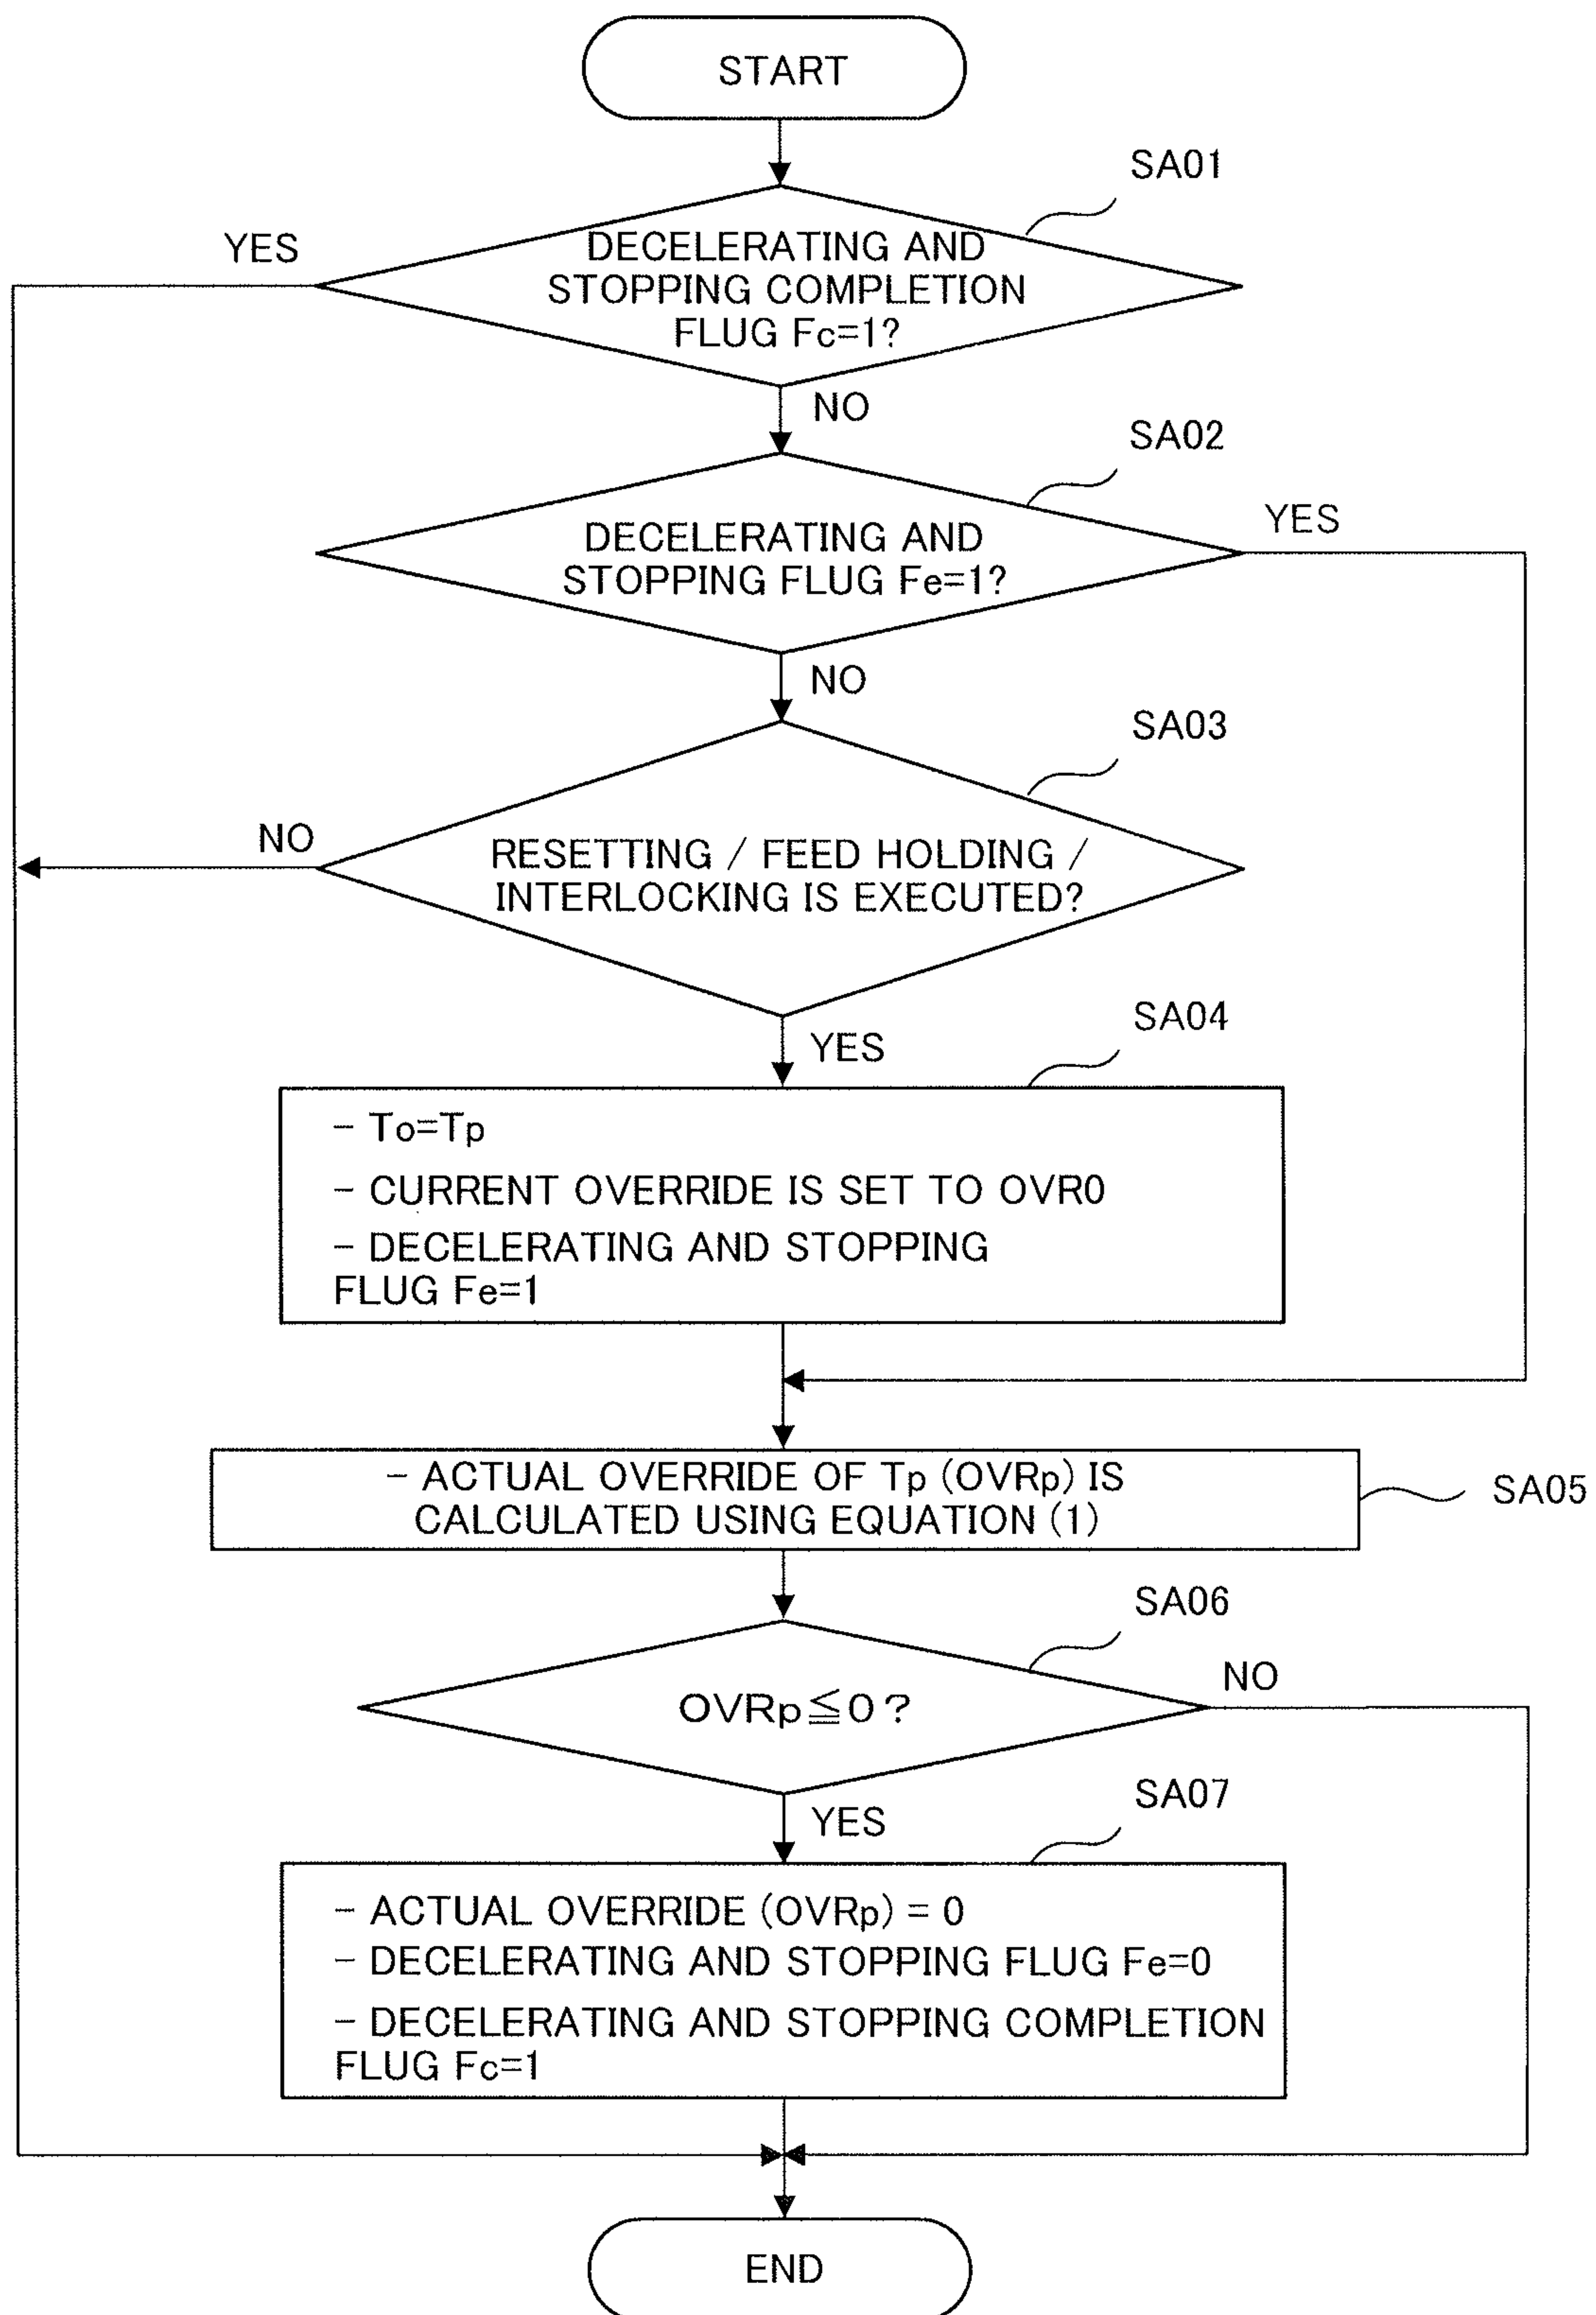 START
SA01
YES
DECELERATING AND
STOPPING COMPLETION
FLUG Fc=1?
NO
SA02
YES
DECELERATING AND
STOPPING FLUG Fe=1?
NO
SA03
NO
RESETTING / FEED HOLDING /
INTERLOCKING IS EXECUTED?
SA04
YES
- To=Tp
- CURRENT OVERRIDE IS SET TO OVR0
- DECELERATING AND STOPPING
FLUG Fe=1
- ACTUAL OVERRIDE OF Tp (OVRp) IS
CALCULATED USING EQUATION (1)
SA05
SA06
NO
OVRp≦0?
SA07
YES
- ACTUAL OVERRIDE (OVRp) = 0
- DECELERATING AND STOPPING FLUG Fe=0
- DECELERATING AND STOPPING COMPLETION
FLUG Fc=1
END